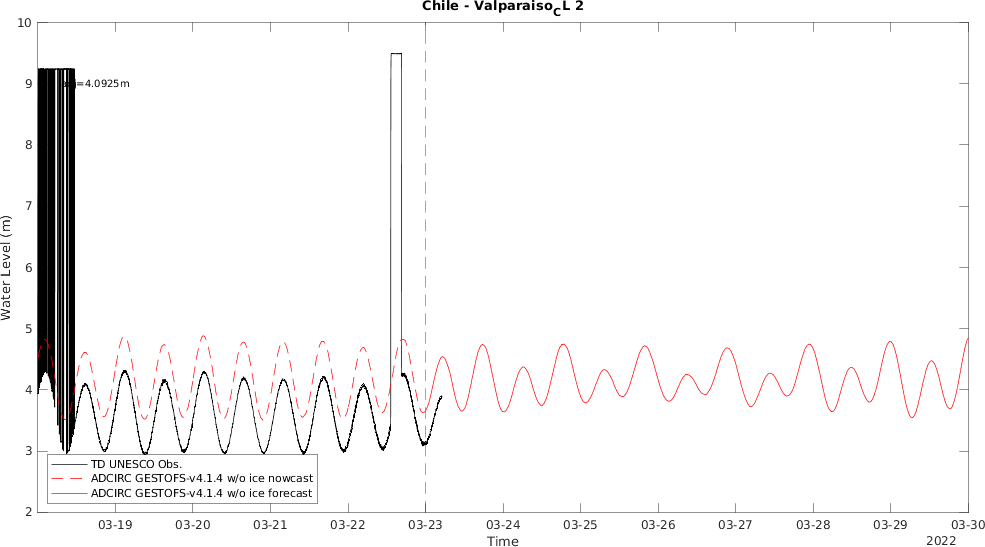 Chile - Valparaiso_C L 2
10
9
8
7
6
5
4
3
2
Water Level (m)
=4.0925m
TD UNESCO Obs.
ADCIRC GESTOFS-v4.1.4 w/o ice nowcast
ADCIRC GESTOFS-v4.1.4 w/o ice forecast
03-19 03-20 03-21 03-22 03-23 03-24 03-25 03-26 03-27 03-28 03-29 03-30
Time
2022